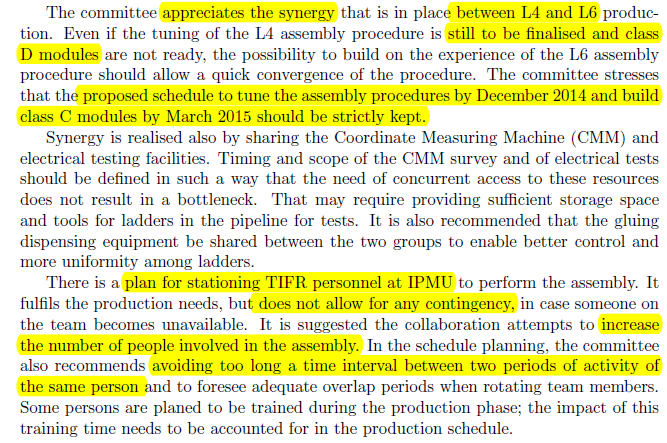 The committee appreciates the synergy that is in place between L4 and L6 produc-
tion. Even if the tuning of the L4 assembly procedure is still to be finalised and class
D modules are not ready, the possibility to build on the experience of the L6 assembly
procedure should allow a quick convergence of the procedure. The committee stresses
that the proposed schedule to tune the assembly procedures by December 2014 and build
class C modules by March 2015 should be strictly kept.
Synergy is realised also by sharing the Coordinate Measuring Machine (CMM) and
electrical testing facilities. Timing and scope of the CMM survey and of electrical tests
should be defined in such a way that the need of concurrent access to these resources
does not result in a bottleneck. That may require providing sufficient storage space
and tools for ladders in the pipeline for tests. It is also recommended that the gluing
dispensing equipment be shared between the two groups to enable better control and
more uniformity among ladders.
There is a plan for stationing TIFR personnel at IPMU to perform the assembly. It
fulfils the production needs, but does not allow for any contingency, in case someone on
the team becomes unavailable. It is suggested the collaboration attempts to increase
the number of people involved in the assembly. In the schedule planning, the committee
also recommends avoiding too long a time interval between two periods of activity of
the same person and to foresee adequate overlap periods when rotating team members.
Some persons are planed to be trained during the production phase; the impact of this
training time needs to be accounted for in the production schedule.